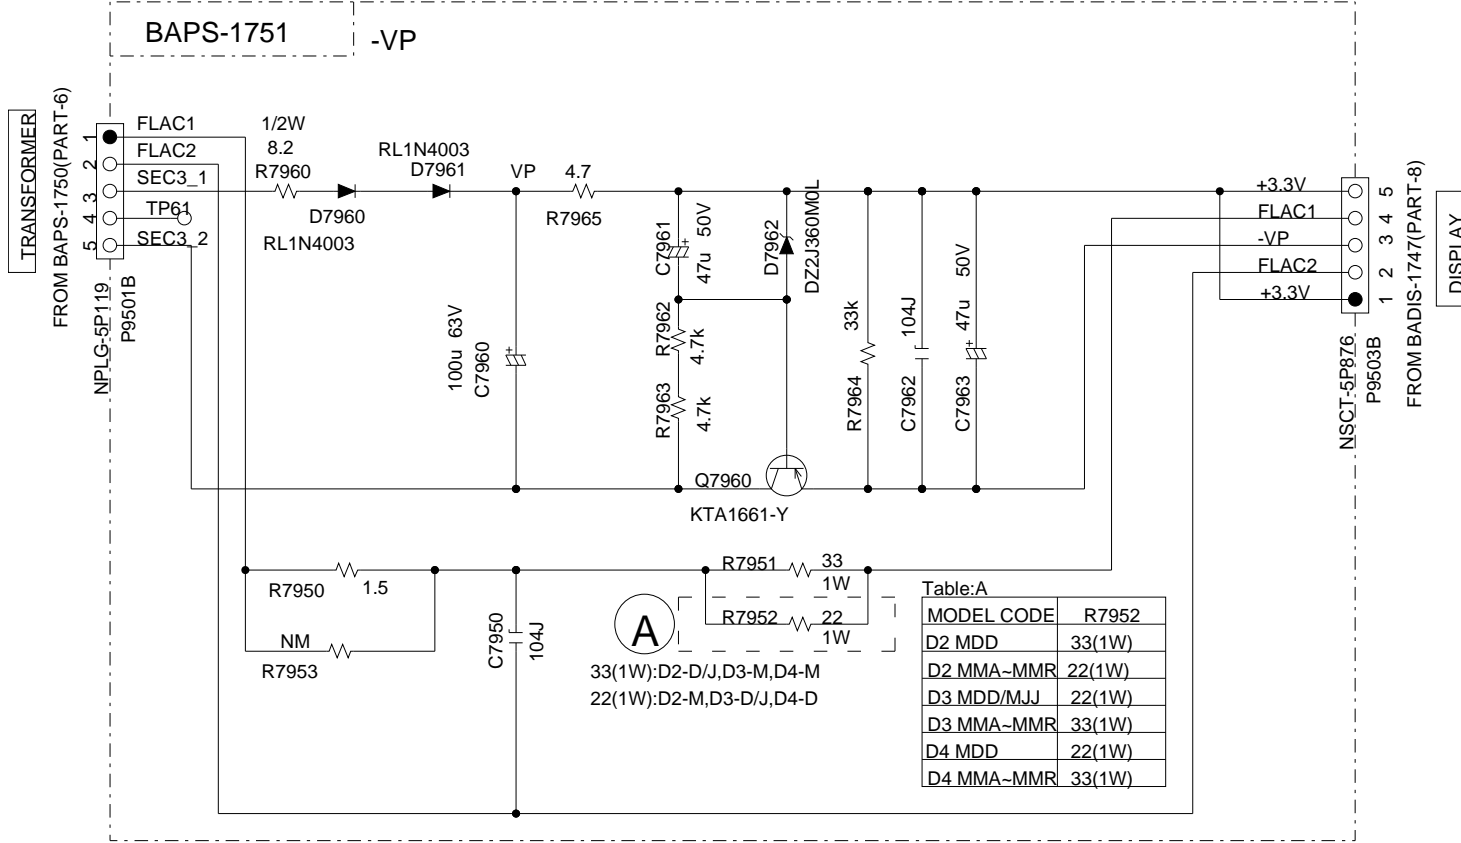 BAPS-1751
-VP
TRANSFORMER
FROM BAPS-1750(PART-6)
1
2
3
4
5
NPLG-5P119
P9501B
FLAC1
FLAC2
SEC3_1
TP61
SEC3_2
1/2W
8.2
R7960
D7960
RL1N4003
RL1N4003
D7961
VP
4.7
R7965
100u 63V
C7960
C7961
47u 50V
R7962
4.7k
R7963
4.7k
D7962
DZ2J360M0L
Q7960
KTA1661-Y
33k
R7964
104J
C7962
47u 50V
C7963
+3.3V
FLAC1
-VP
FLAC2
+3.3V
5
4
3
2
1
NSCT-5P876
P9503B
FROM BADIS-1747(PART-8)
DISPLAY
R7950
1.5
NM
R7953
C7950
104J
R7951
33
1W
R7952
22
1W
A
33(1W):D2-D/J,D3-M,D4-M
22(1W):D2-M,D3-D/J,D4-D
Table:A
MODEL CODE R7952
D2 MDD 33(1W)
D2 MMA~MMR 22(1W)
D3 MDD/MJJ 22(1W)
D3 MMA~MMR 33(1W)
D4 MDD 22(1W)
D4 MMA~MMR 33(1W)